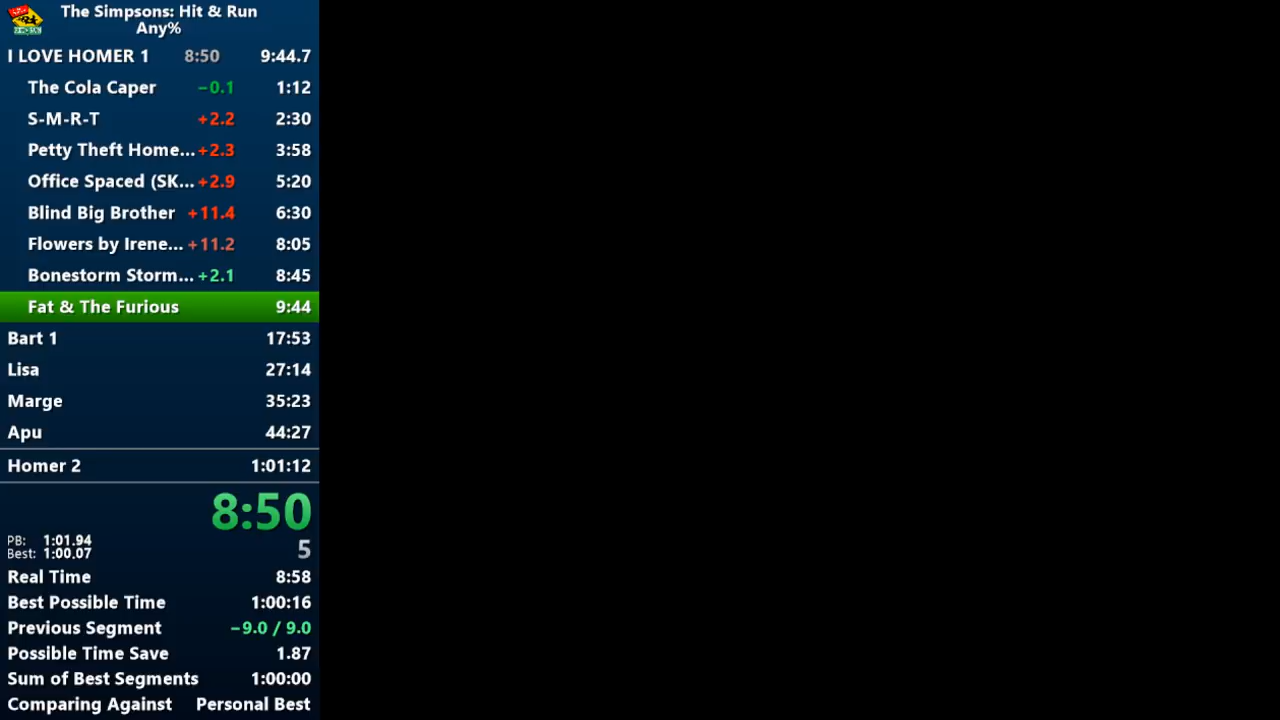 The Simpsons: Hit & Run
Any%
I LOVE HOMER 1 8:50 9:44.7
The Cola Caper −0.1 1:12
S-M-R-T +2.2 2:30
Petty Theft Home... +2.3 3:58
Office Spaced (SK... +2.9 5:20
Blind Big Brother +11.4 6:30
Flowers by Irene... +11.2 8:05
Bonestorm Storm... +2.1 8:45
Fat & The Furious 9:44
Bart 1 17:53
Lisa 27:14
Marge 35:23
Apu 44:27
Homer 2 1:01:12
8:50
PB: 1:01.94
Best: 1:00.07
5
Real Time 8:58
Best Possible Time 1:00:16
Previous Segment −9.0 / 9.0
Possible Time Save 1.87
Sum of Best Segments 1:00:00
Comparing Against Personal Best